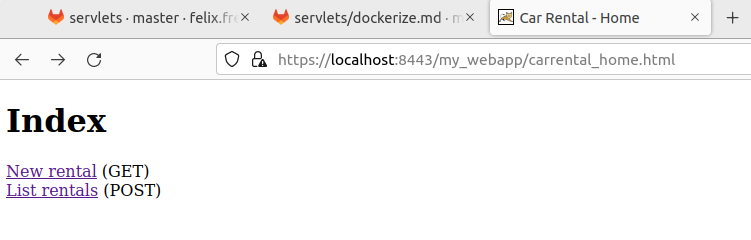 servlets · master · felix.fre
servlets/dockerize.md · m
Car Rental - Home
https://localhost:8443/my_webapp/carrental_home.html
Index
New rental (GET)
List rentals (POST)